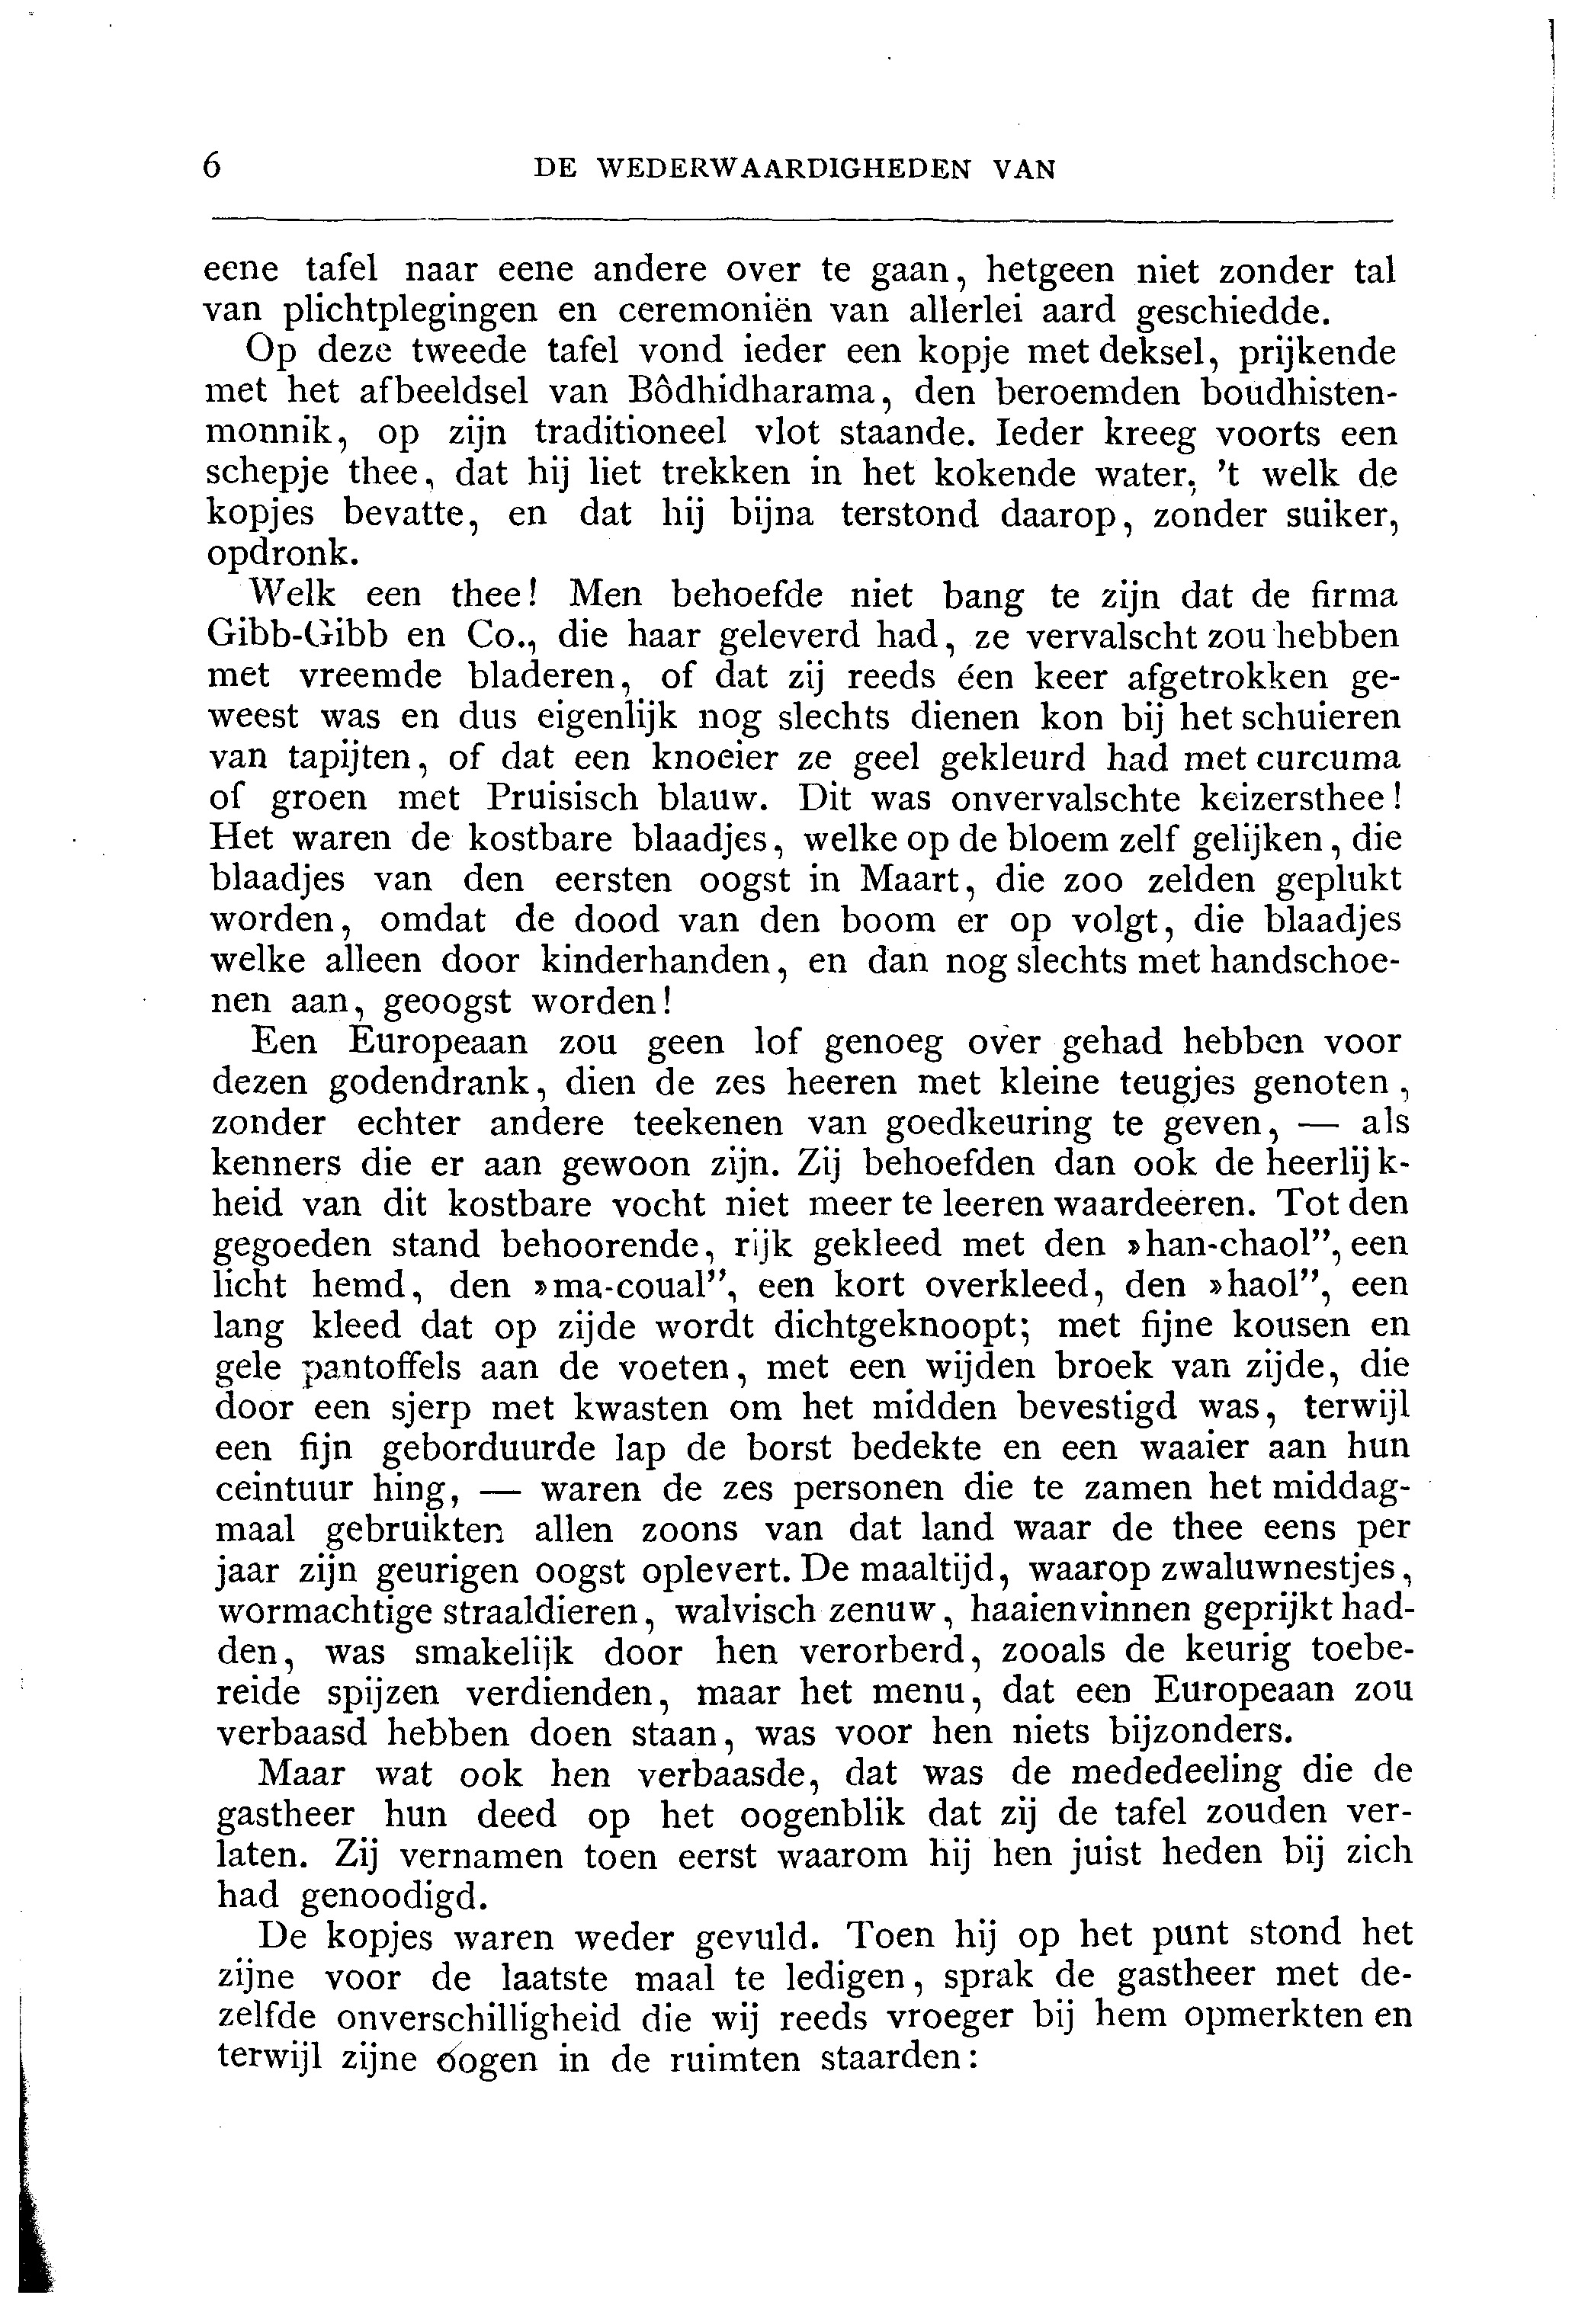 6 DE WEDERWAARDIGHEDEN VAN
eene tafel naar eene andere over te gaan, hetgeen niet zonder tal
van plichtplegingen en ceremoniën van allerlei aard geschiedde.
Op deze tweede tafel vond ieder een kopje met deksel, prijkende
met het afbeeldsel van Bôdhidharama, den beroemden boudhisten-
monnik, op zijn traditioneel vlot staande. Ieder kreeg voorts een
schepje thee, dat hij liet trekken in het kokende water, 't welk de
kopjes bevatte, en dat hij bijna terstond daarop, zonder suiker,
opdronk.
Welk een thee! Men behoefde niet bang te zijn dat de firma
Gibb-Gibb en Co., die haar geleverd had, ze vervalscht zou hebben
met vreemde bladeren, of dat zij reeds éen keer afgetrokken ge-
weest was en dus eigenlijk nog slechts dienen kon bij het schuieren
van tapijten, of dat een knoeier ze geel gekleurd had met curcuma
of groen met Pruisisch blauw. Dit was onvervalschte keizersthee!
Het waren de kostbare blaadjes, welke op de bloem zelf gelijken, die
blaadjes van den eersten oogst in Maart, die zoo zelden geplukt
worden, omdat de dood van den boom er op volgt, die blaadjes
welke alleen door kinderhanden, en dan nog slechts met handschoe-
nen aan, geoogst worden!
Een Europeaan zou geen lof genoeg over gehad hebben voor
dezen godendrank, dien de zes heeren met kleine teugjes genoten,
zonder echter andere teekenen van goedkeuring te geven, — als
kenners die er aan gewoon zijn. Zij behoefden dan ook de heerlijk-
heid van dit kostbare vocht niet meer te leeren waardeeren. Tot den
gegoeden stand behoorende, rijk gekleed met den »han-chaol”, een
licht hemd, den »ma-coual”, een kort overkleed, den »haol”, een
lang kleed dat op zijde wordt dichtgeknoopt; met fijne kousen en
gele pantoffels aan de voeten, met een wijden broek van zijde, die
door een sjerp met kwasten om het midden bevestigd was, terwijl
een fijn geborduurde lap de borst bedekte en een waaier aan hun
ceintuur hing, — waren de zes personen die te zamen het middag-
maal gebruikten allen zoons van dat land waar de thee eens per
jaar zijn geurigen oogst oplevert. De maaltijd, waarop zwaluwnestjes,
wormachtige straaldieren, walvisch zenuw, haaienvinnen geprijkt had-
den, was smakelijk door hen verorberd, zooals de keurig toebe-
reide spijzen verdienden, maar het menu, dat een Europeaan zou
verbaasd hebben doen staan, was voor hen niets bijzonders.
Maar wat ook hen verbaasde, dat was de mededeeling die de
gastheer hun deed op het oogenblik dat zij de tafel zouden ver-
laten. Zij vernamen toen eerst waarom hij hen juist heden bij zich
had genoodigd.
De kopjes waren weder gevuld. Toen hij op het punt stond het
zijne voor de laatste maal te ledigen, sprak de gastheer met de-
zelfde onverschilligheid die wij reeds vroeger bij hem opmerkten en
terwijl zijne oogen in de ruimten staarden: